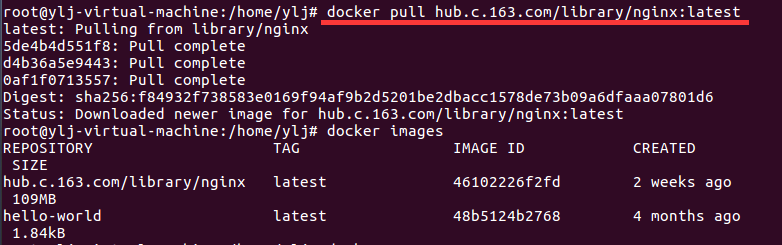 root@ylj-virtual-machine:/home/ylj# docker pull hub.c.163.com/library/nginx:latest
latest: Pulling from library/nginx
5de4b4d551f8: Pull complete
d4b36a5e9443: Pull complete
0af1f0713557: Pull complete
Digest: sha256:f84932f738583e0169f94af9b2d5201be2dbacc1578de73b09a6dfaaa07801d6
Status: Downloaded newer image for hub.c.163.com/library/nginx:latest
root@ylj-virtual-machine:/home/ylj# docker images
REPOSITORY TAG IMAGE ID CREATED
SIZE
hub.c.163.com/library/nginx latest 46102226f2fd 2 weeks ago
109MB
hello-world latest 48b5124b2768 4 months ago
1.84kB